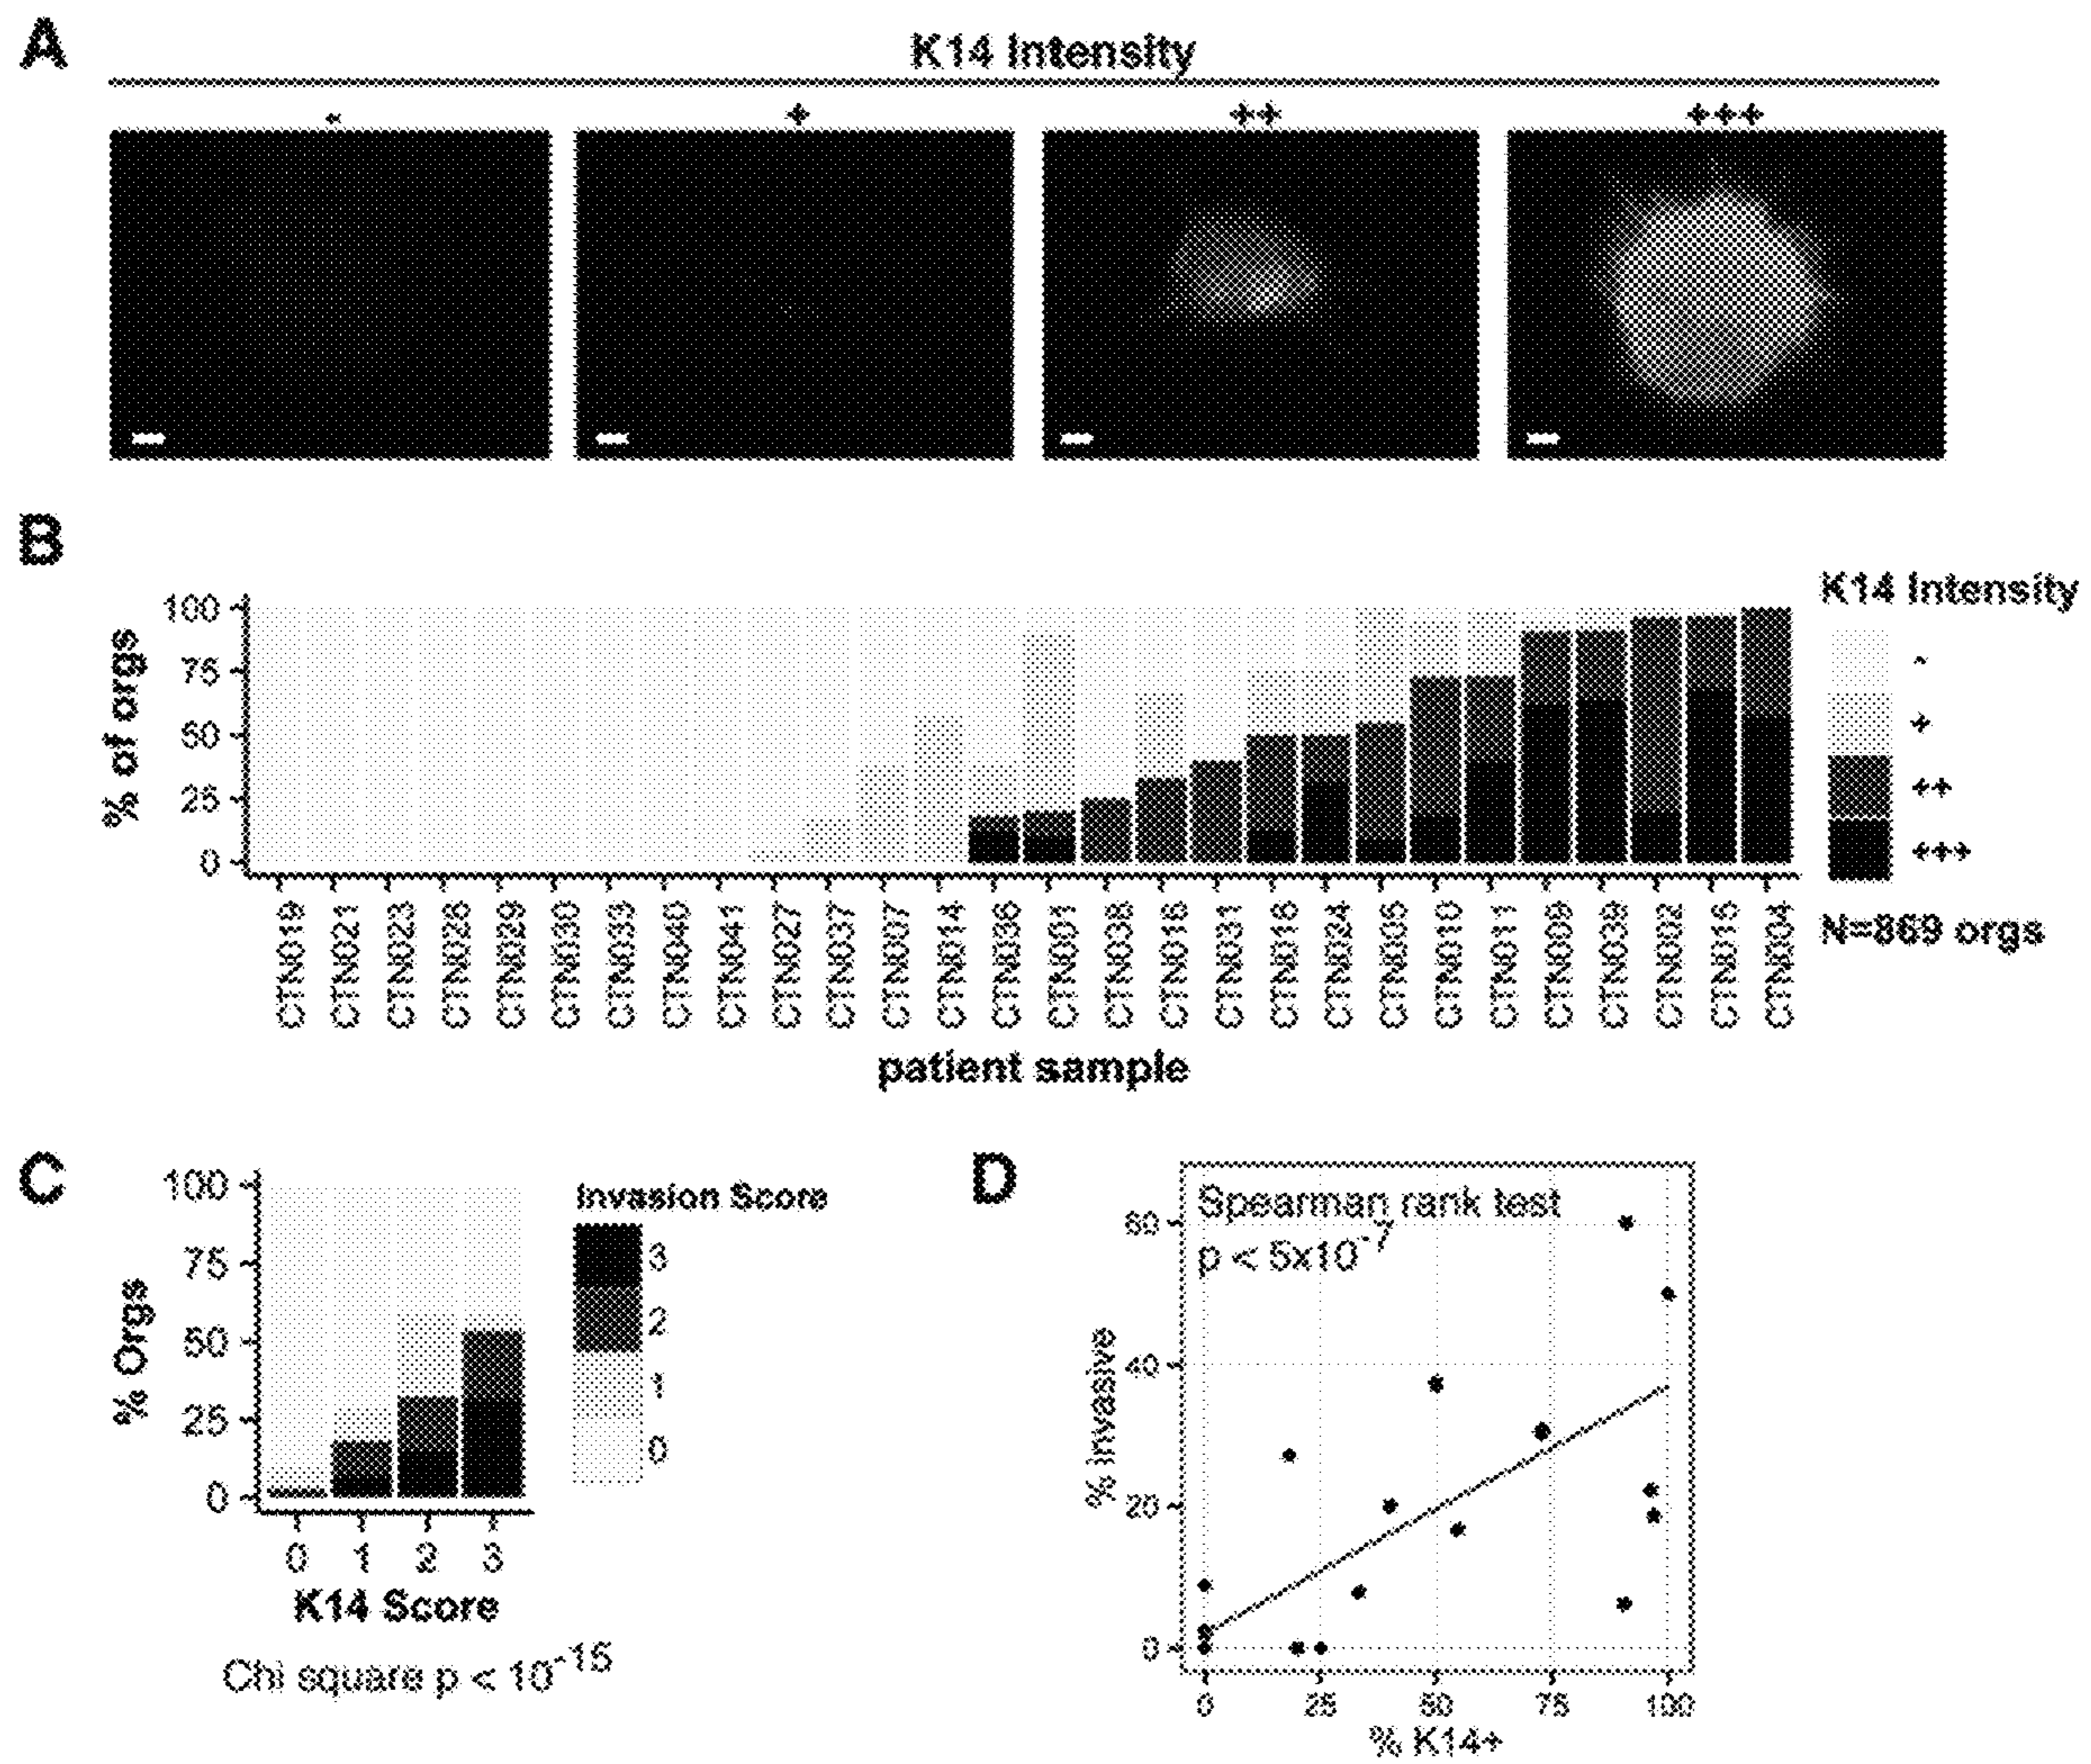 A
K14 Intensity
- + ++ +++
B
% of orgs
100
75
50
25
0
K14 Intensity
-
+
++
+++
N=869 orgs
CTN019 CTN021 CTN023 CTN028 CTN029 CTN030 CTN033 CTN040 CTN041 CTN027 CTN037 CTN007 CTN014 CTN036 CTN001 CTN038 CTN018 CTN031 CTN016 CTN034 CTN005 CTN010 CTN011 CTN009 CTN039 CTN002 CTN015 CTN004
patient sample
C
% Orgs
100
75
50
25
0
0 1 2 3
K14 Score
Chi square p < 10⁻¹⁵
Invasion Score
3
2
1
0
D
Spearman rank test
p < 5x10⁻⁷
% invasive
60
40
20
0
0 25 50 75 100
% K14+